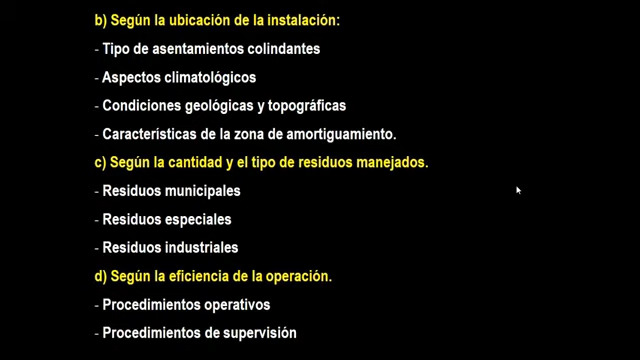 b) Según la ubicación de la instalación:
- Tipo de asentamientos colindantes
- Aspectos climatológicos
- Condiciones geológicas y topográficas
- Características de la zona de amortiguamiento.
c) Según la cantidad y el tipo de residuos manejados.
- Residuos municipales
- Residuos especiales
- Residuos industriales
d) Según la eficiencia de la operación.
- Procedimientos operativos
- Procedimientos de supervisión